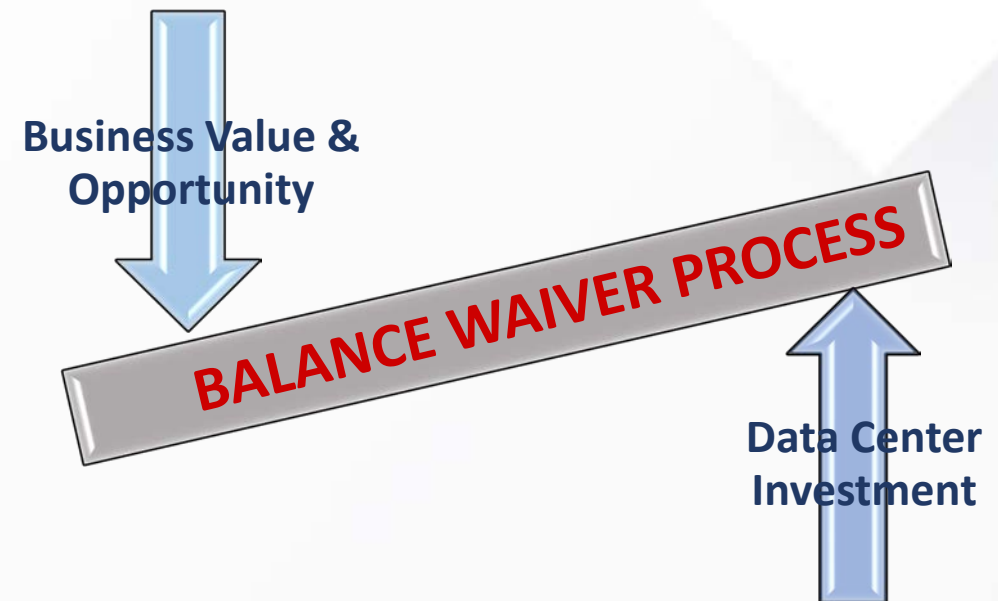 Business Value &
Opportunity
BALANCE WAIVER PROCESS
Data Center
Investment